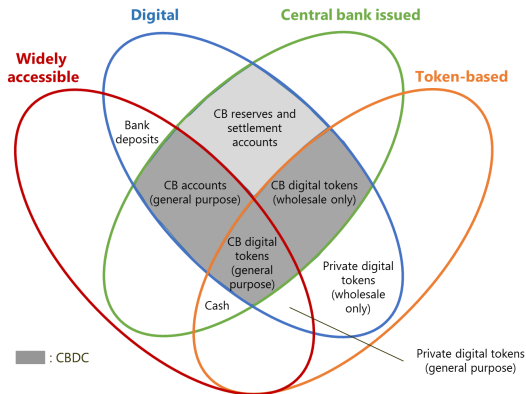 Digital
Central bank issued
Widely
accessible
Token-based
Bank
deposits
CB reserves and
settlement
accounts
CB accounts
(general purpose)
CB digital tokens
(wholesale only)
CB digital
tokens
(general
purpose)
Private digital
tokens
(wholesale
only)
Cash
: CBDC
Private digital tokens
(general purpose)